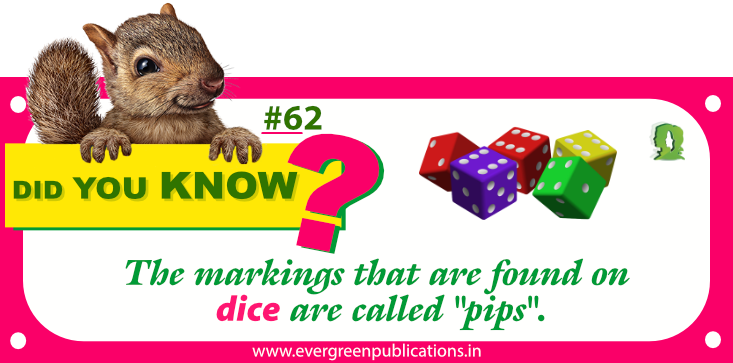 #62
DID YOU KNOW
?
The markings that are found on
dice are called "pips".
www.evergreenpublications.in